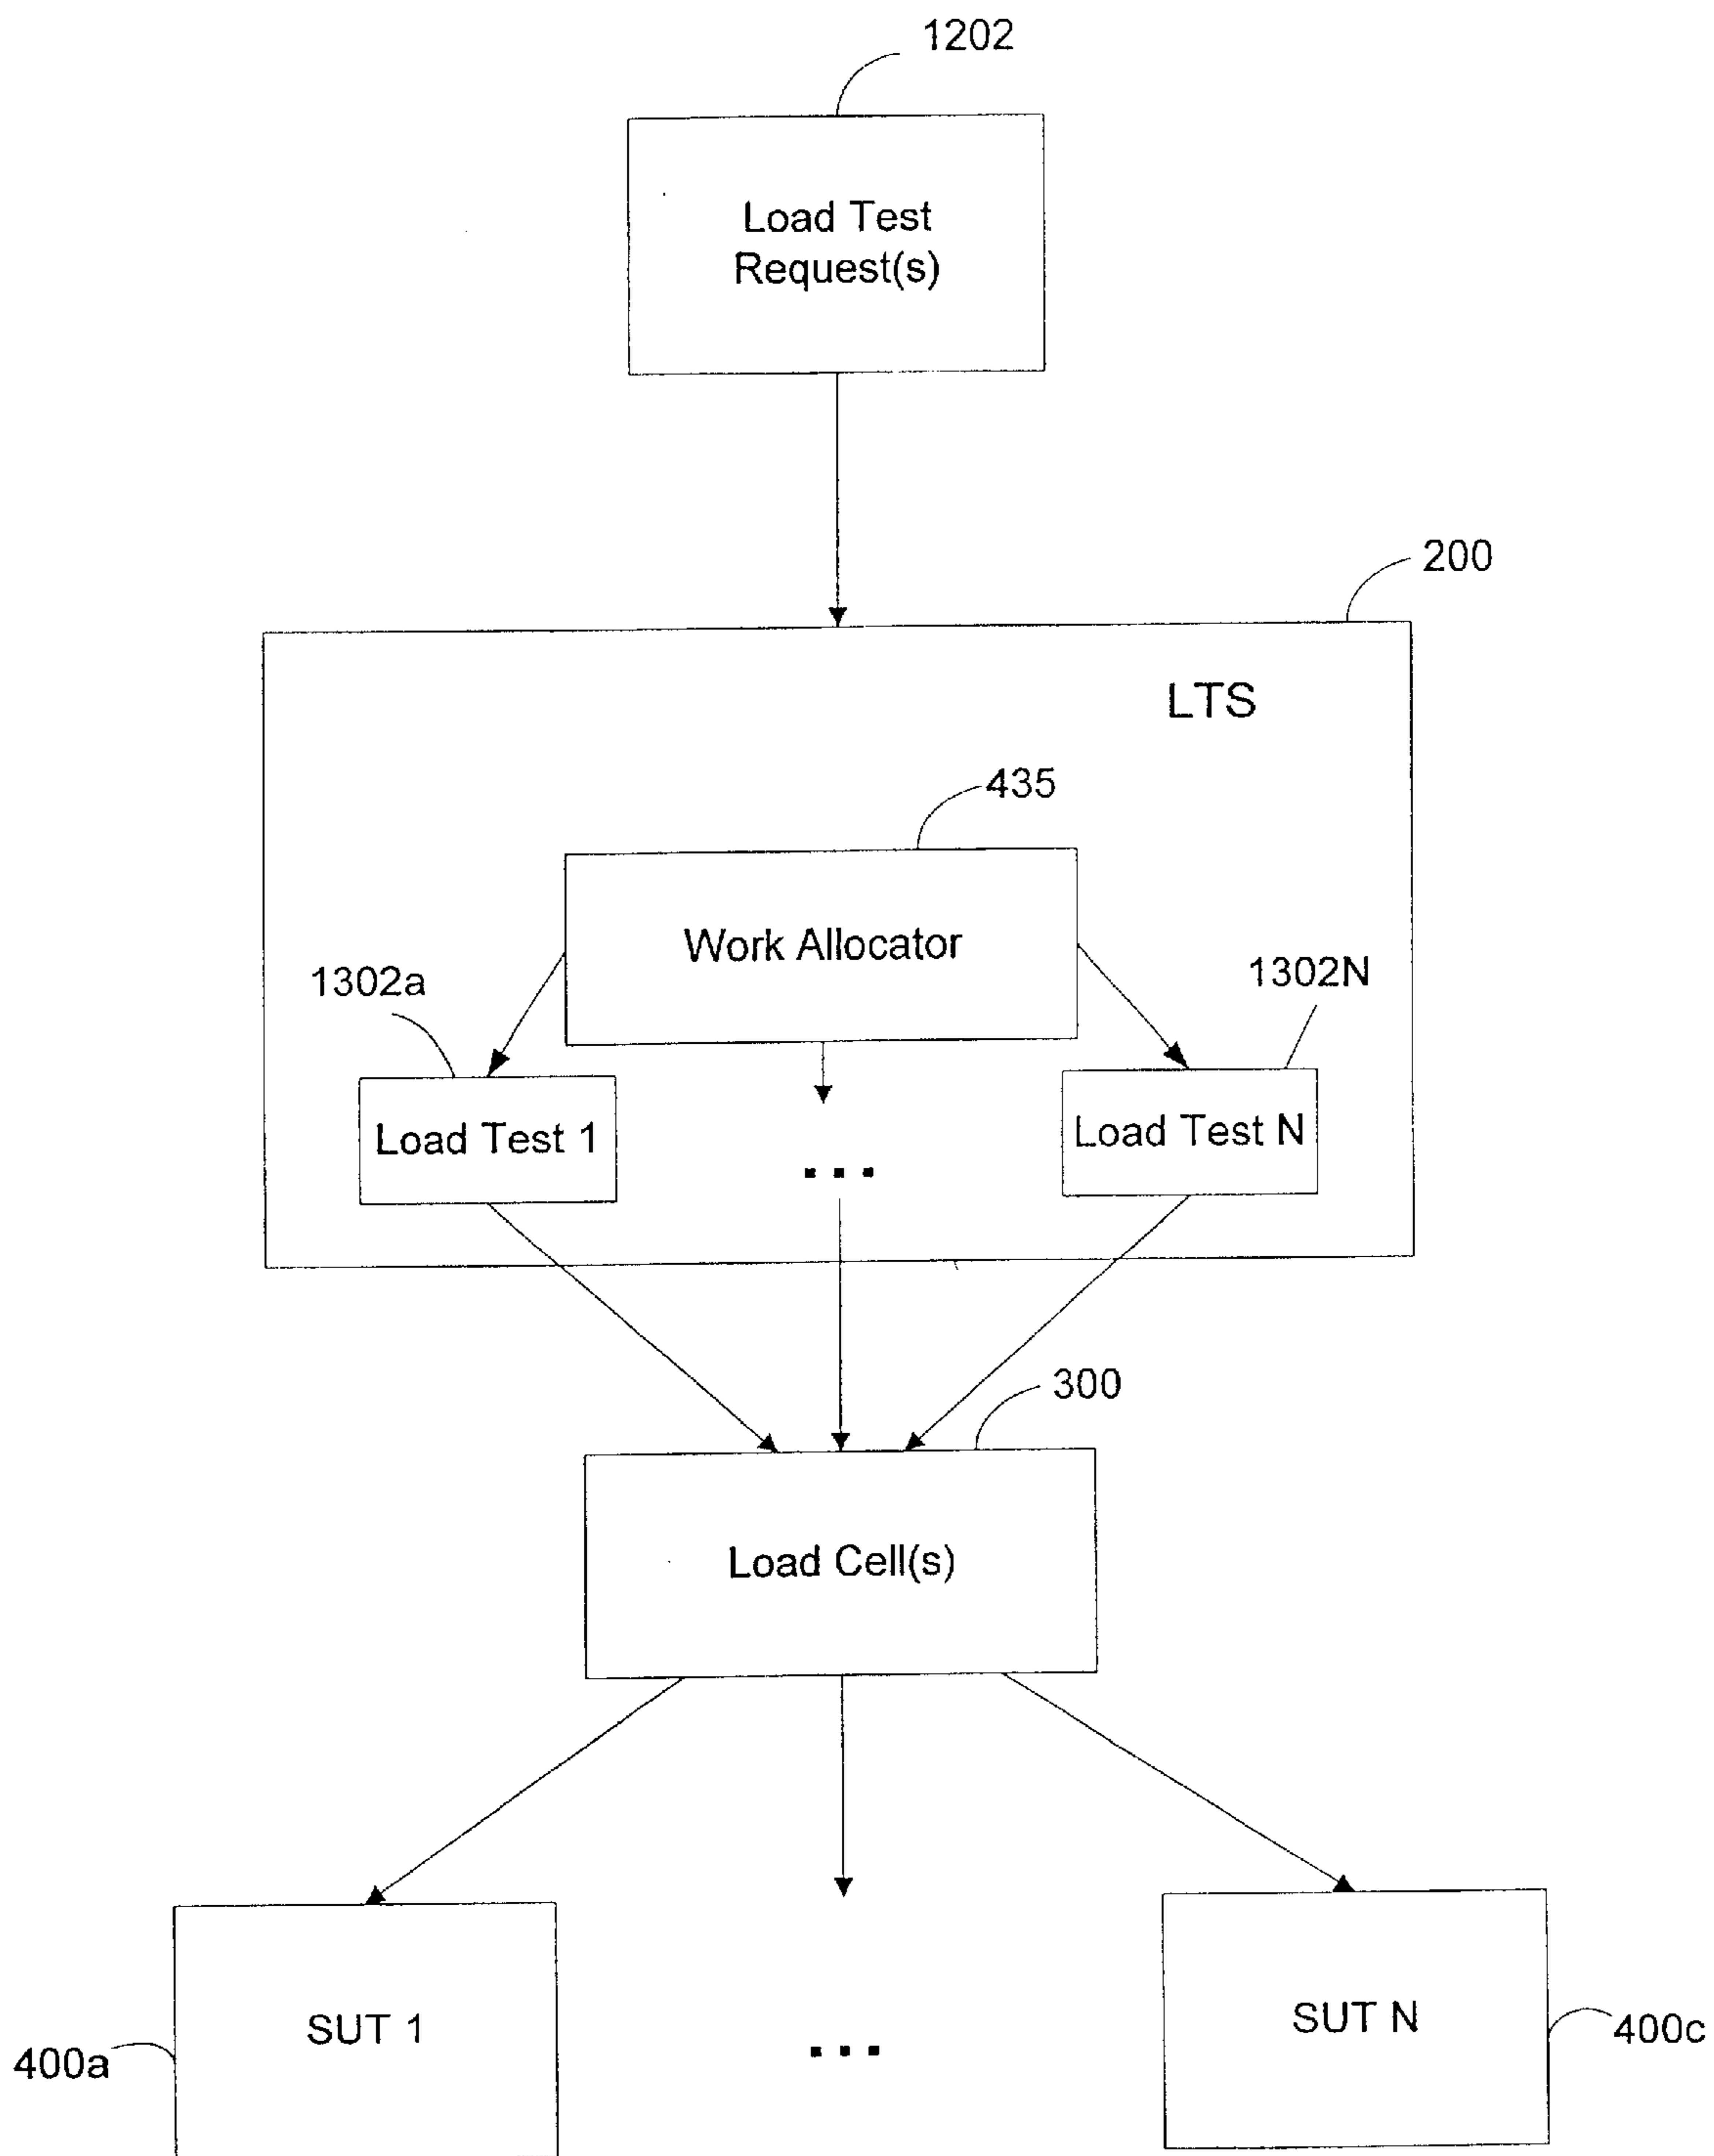 1202
Load Test
Request(s)
200
LTS
435
Work Allocator
1302a
1302N
Load Test 1
Load Test N
...
300
Load Cell(s)
SUT 1
SUT N
400a
...
400c